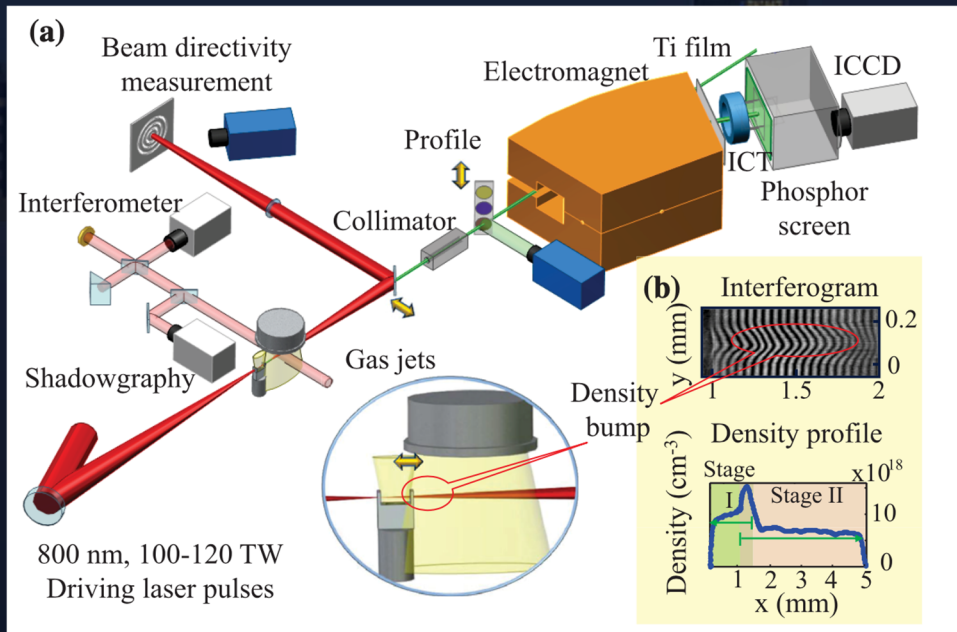 (a)
Beam directivity
measurement
Ti film
Electromagnet
ICCD
Profile
ICT
Phosphor
screen
Interferometer
Collimator
Shadowgraphy
Gas jets
Density
bump
800 nm, 100-120 TW
Driving laser pulses
(b)
Interferogram
y (mm)
0.2
0
1 1.5 2
Density profile
Density (cm-3)
Stage
I
Stage II
x10^18
10
0
1 2 3 4 5
x (mm)